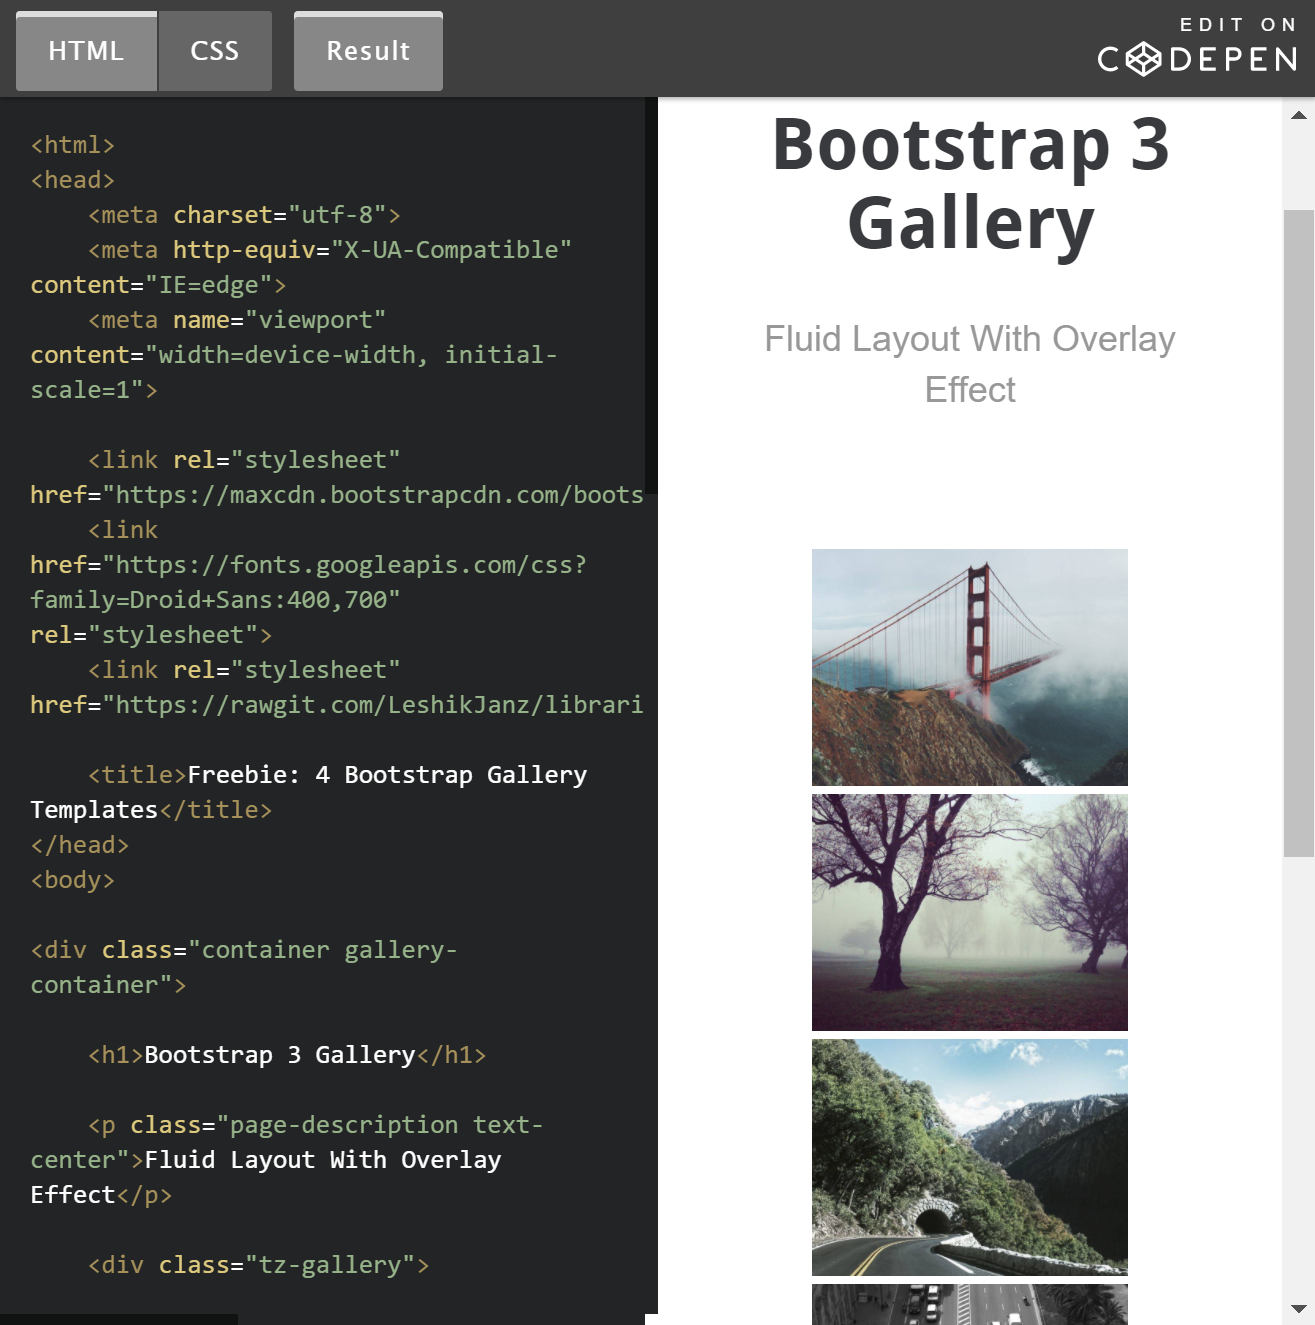 HTML CSS Result
EDIT ON
CODEPEN
<html>
<head>
<meta charset="utf-8">
<meta http-equiv="X-UA-Compatible"
content="IE=edge">
<meta name="viewport"
content="width=device-width, initial-
scale=1">
<link rel="stylesheet"
href="https://maxcdn.bootstrapcdn.com/boots
<link
href="https://fonts.googleapis.com/css?
family=Droid+Sans:400,700"
rel="stylesheet">
<link rel="stylesheet"
href="https://rawgit.com/LeshikJanz/librari
<title>Freebie: 4 Bootstrap Gallery
Templates</title>
</head>
<body>
<div class="container gallery-
container">
<h1>Bootstrap 3 Gallery</h1>
<p class="page-description text-
center">Fluid Layout With Overlay
Effect</p>
<div class="tz-gallery">
Bootstrap 3
Gallery
Fluid Layout With Overlay
Effect